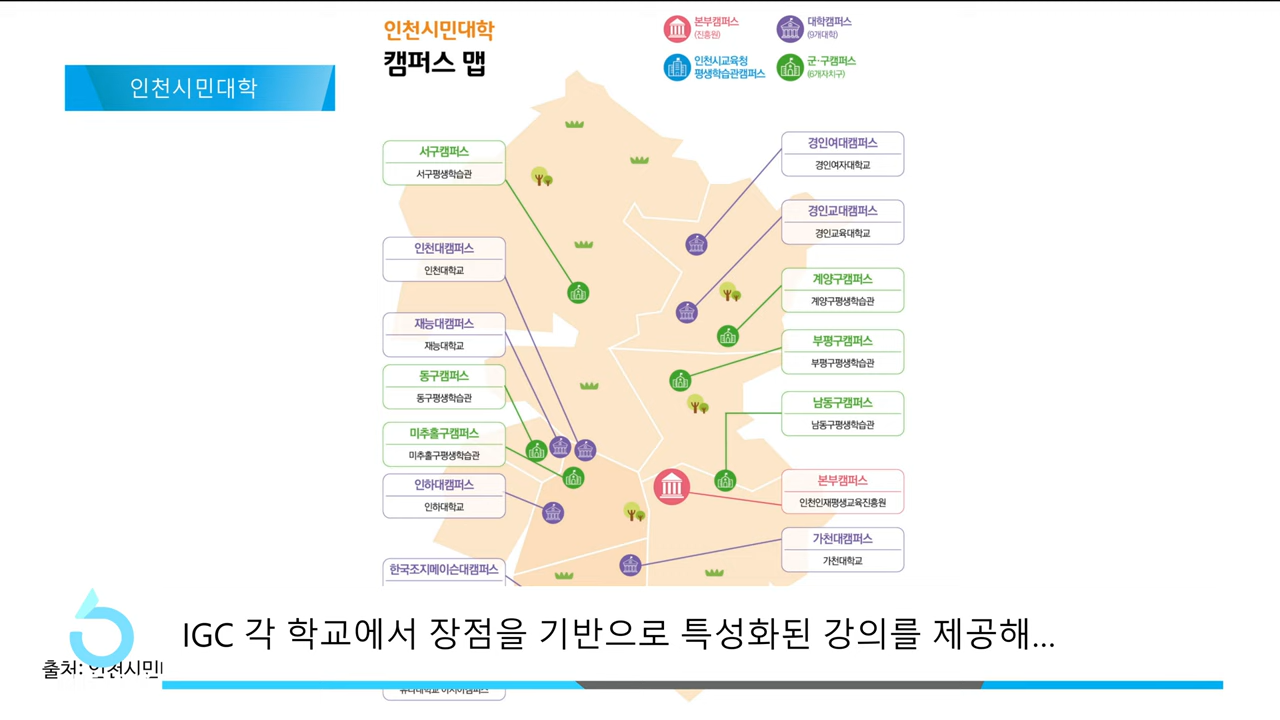 인천시민대학
캠퍼스 맵
본부캠퍼스
(진흥원)
대학캠퍼스
(9개대학)
인천시교육청
평생학습관캠퍼스
군·구캠퍼스
(6개자치구)
인천시민대학
서구캠퍼스
서구평생학습관
인천대캠퍼스
인천대학교
재능대캠퍼스
재능대학교
동구캠퍼스
동구평생학습관
미추홀구캠퍼스
미추홀구평생학습관
인하대캠퍼스
인하대학교
한국조지메이슨대캠퍼스
경인여대캠퍼스
경인여자대학교
경인교대캠퍼스
경인교육대학교
계양구캠퍼스
계양구평생학습관
부평구캠퍼스
부평구평생학습관
남동구캠퍼스
남동구평생학습관
본부캠퍼스
인천인재평생교육진흥원
가천대캠퍼스
가천대학교
IGC 각 학교에서 장점을 기반으로 특성화된 강의를 제공해...
출처: 인천시민